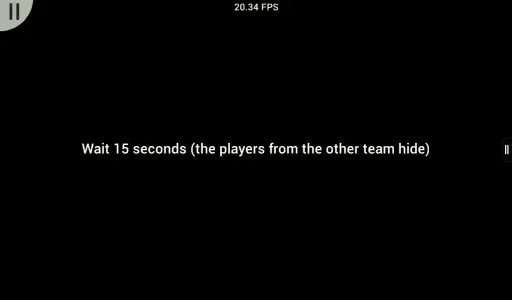 20.34 FPS
Wait 15 seconds (the players from the other team hide)